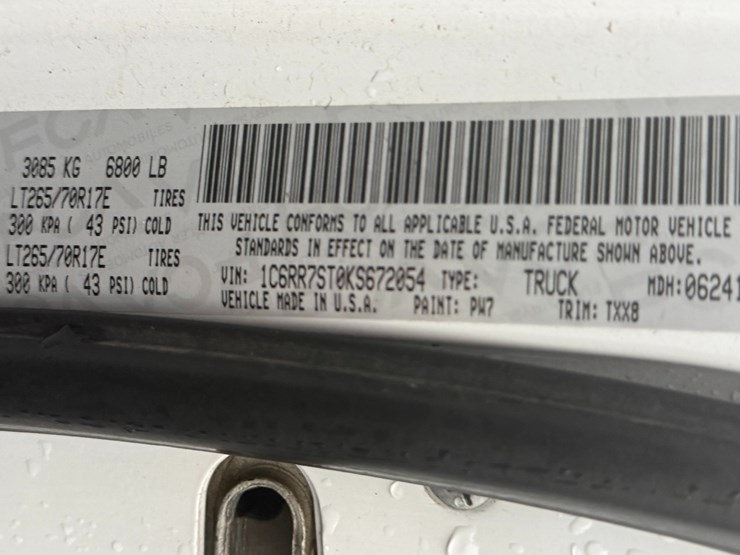 3085 KG 6800 LB
LT265/70R17E TIRES
300 KPA ( 43 PSI) COLD
LT265/70R17E TIRES
300 KPA ( 43 PSI) COLD
THIS VEHICLE CONFORMS TO ALL APPLICABLE U.S.A. FEDERAL MOTOR VEHICLE
STANDARDS IN EFFECT ON THE DATE OF MANUFACTURE SHOWN ABOVE.
VIN: 1C6RR7ST0KS672054 TYPE: TRUCK MDH:06241
VEHICLE MADE IN U.S.A. PAINT: PW7 TRIM: TXX8